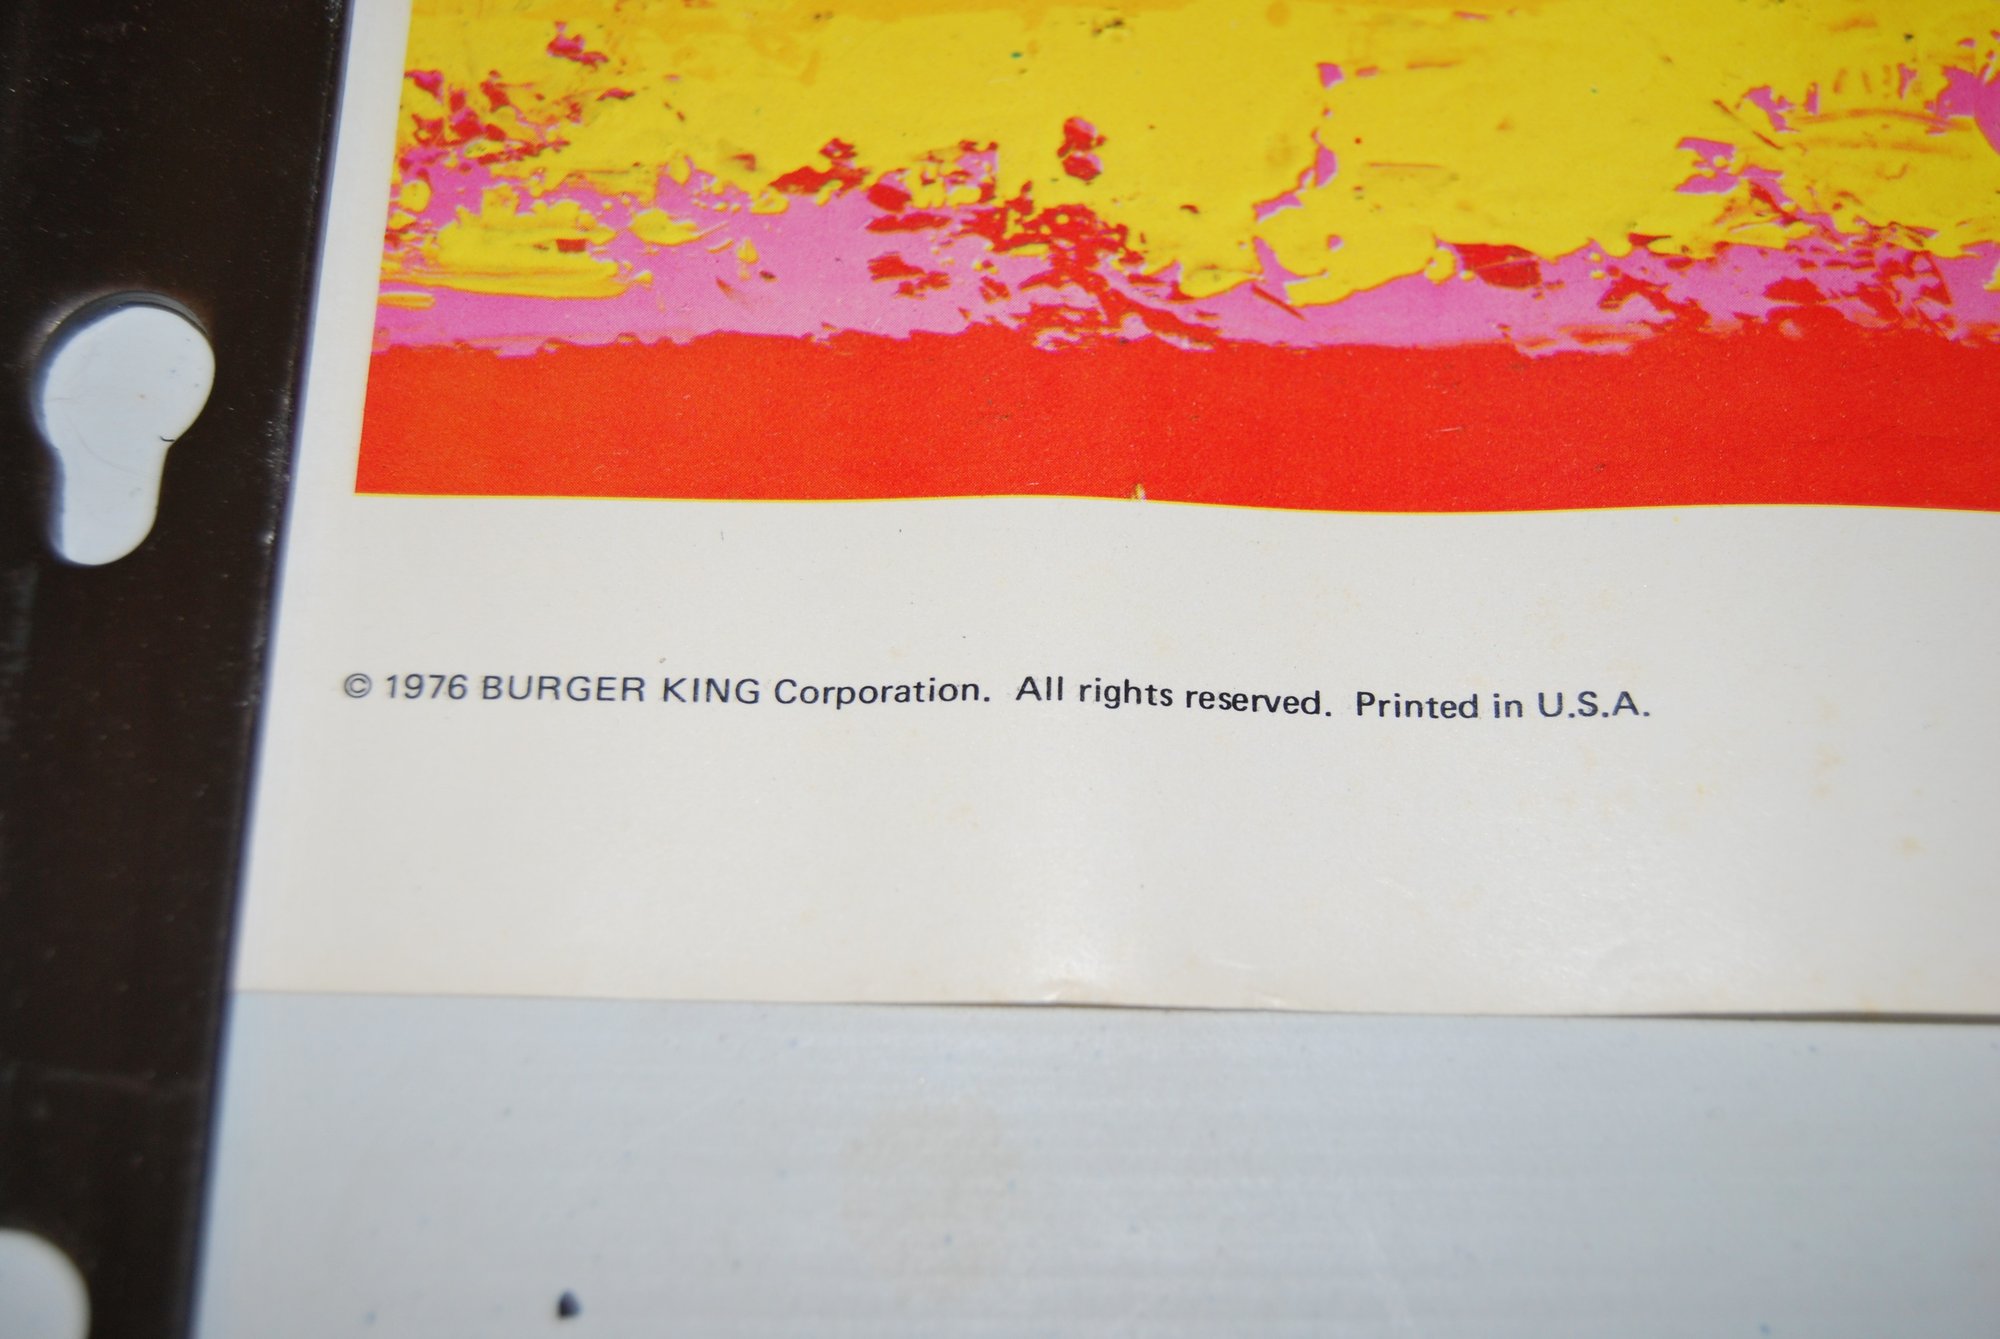 © 1976 BURGER KING Corporation. All rights reserved. Printed in U.S.A.